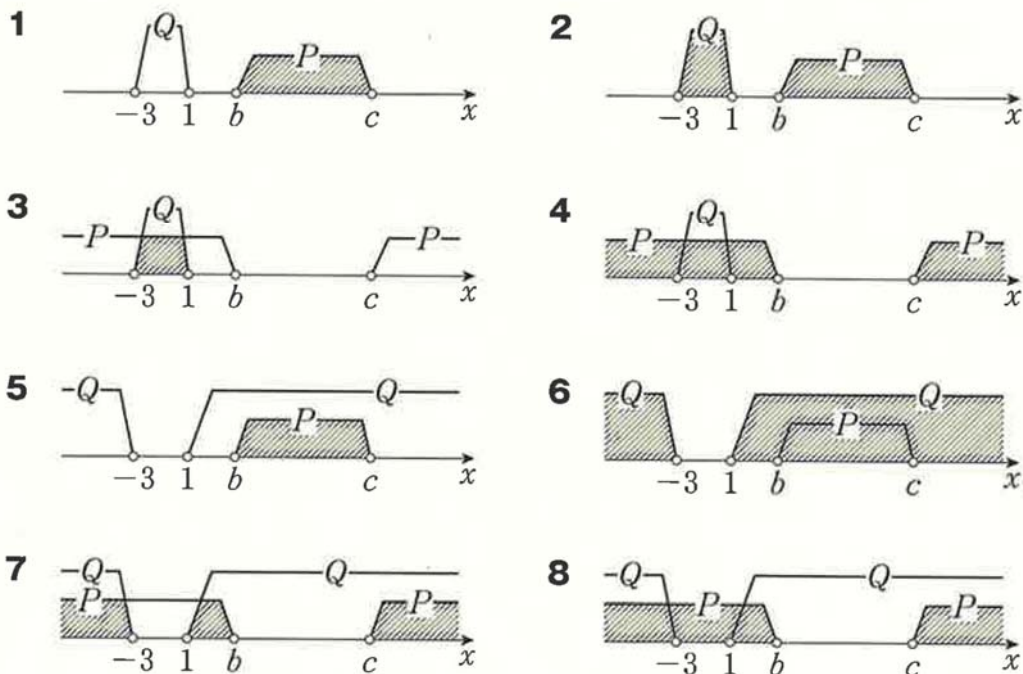 1 Q P
-3 1 b c x
2 Q P
-3 1 b c x
3 P Q P
-3 1 b c x
4 P Q P
-3 1 b c x
5 Q Q
P
-3 1 b c x
6 Q Q
P
-3 1 b c x
7 Q Q
P P
-3 1 b c x
8 Q Q
P P
-3 1 b c x